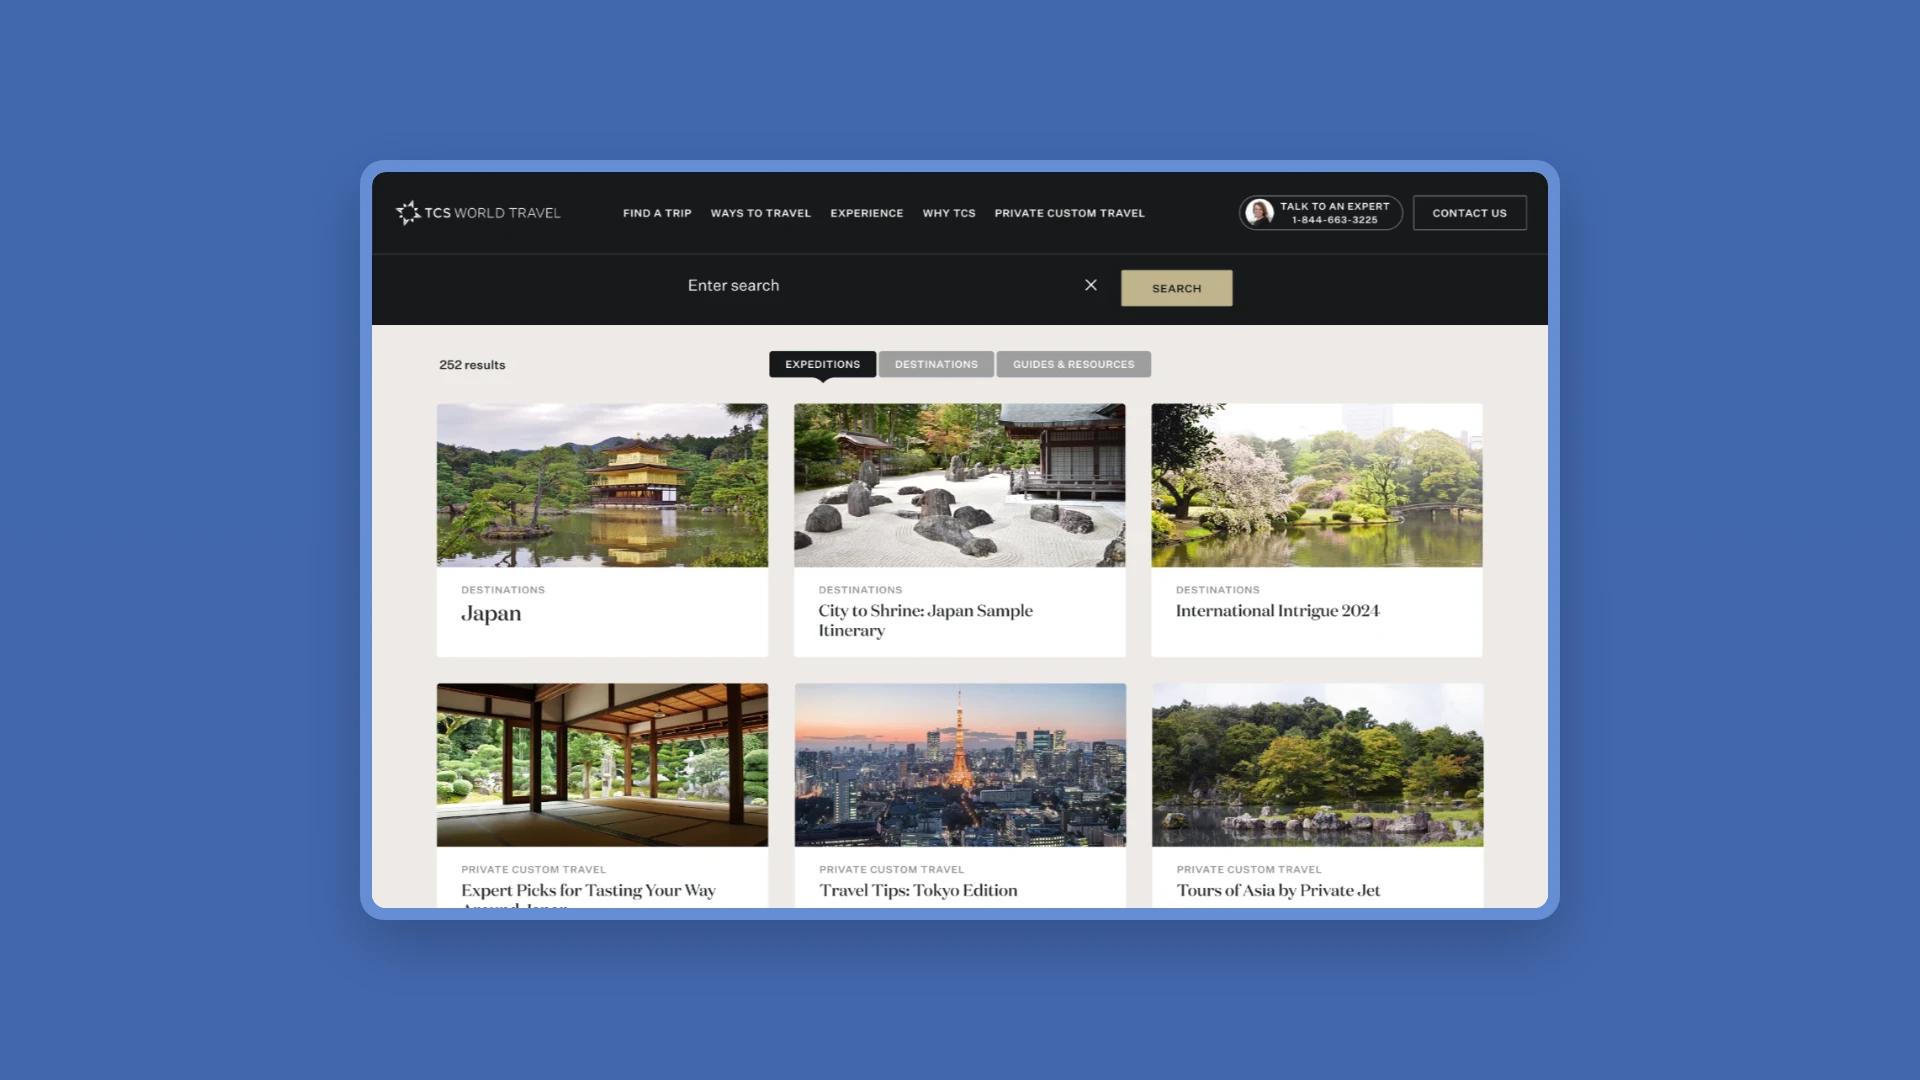 TCS WORLD TRAVEL
FIND A TRIP
WAYS TO TRAVEL
EXPERIENCE
WHY TCS
PRIVATE CUSTOM TRAVEL
TALK TO AN EXPERT
1-844-663-3225
CONTACT US
Enter search
SEARCH
252 results
EXPEDITIONS
DESTINATIONS
GUIDES & RESOURCES
DESTINATIONS
Japan
DESTINATIONS
City to Shrine: Japan Sample
Itinerary
DESTINATIONS
International Intrigue 2024
PRIVATE CUSTOM TRAVEL
Expert Picks for Tasting Your Way
Around Japan
PRIVATE CUSTOM TRAVEL
Travel Tips: Tokyo Edition
PRIVATE CUSTOM TRAVEL
Tours of Asia by Private Jet